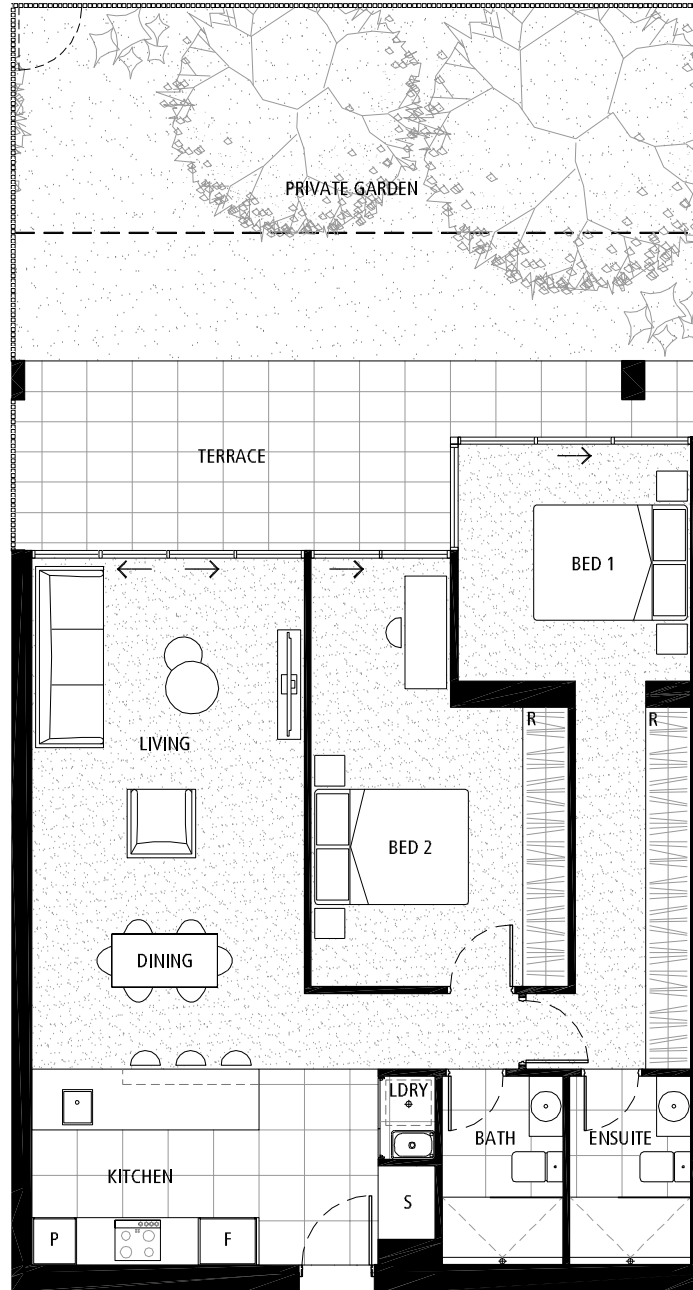 PRIVATE GARDEN
TERRACE
BED 1
R
R
LIVING
BED 2
DINING
LDRY
BATH
ENSUITE
KITCHEN
S
P
F